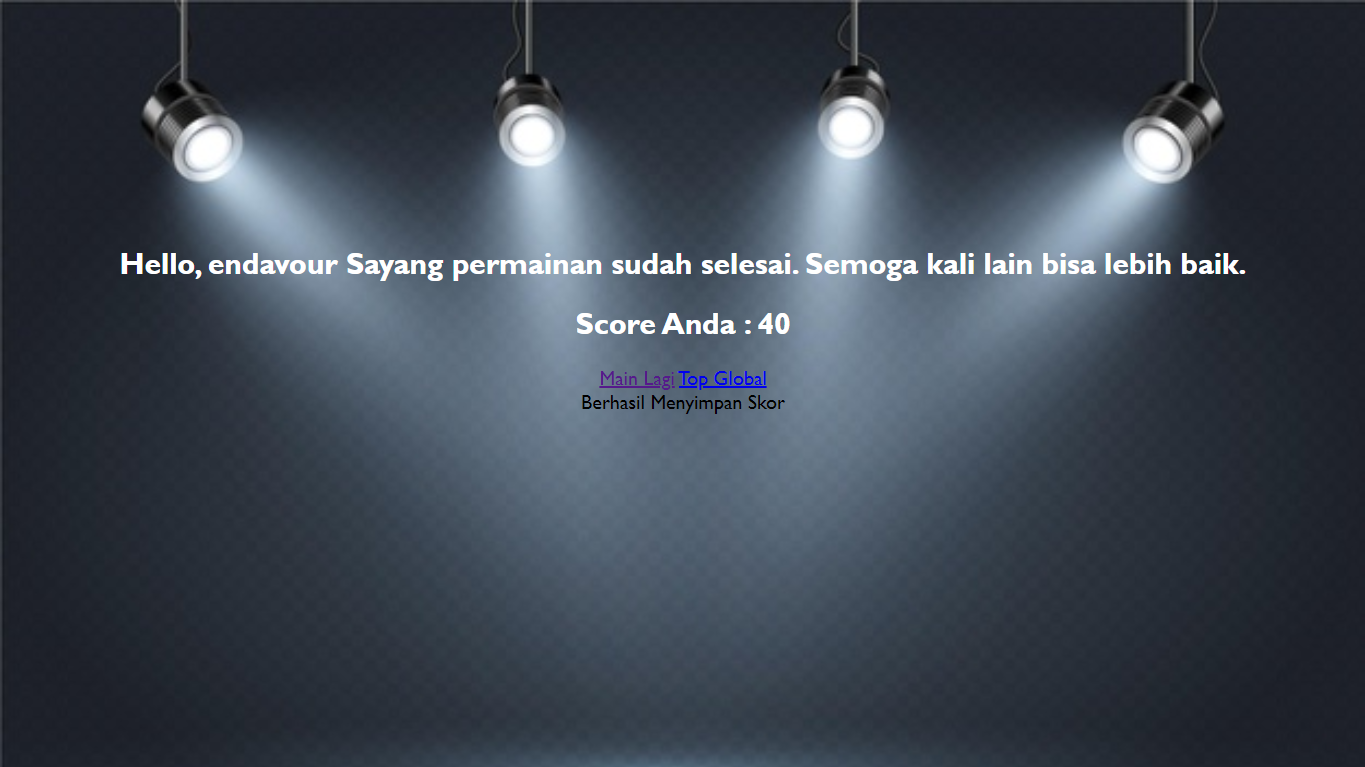 Hello, endavour Sayang permainan sudah selesai. Semoga kali lain bisa lebih baik.
Score Anda : 40
Main Lagi Top Global
Berhasil Menyimpan Skor